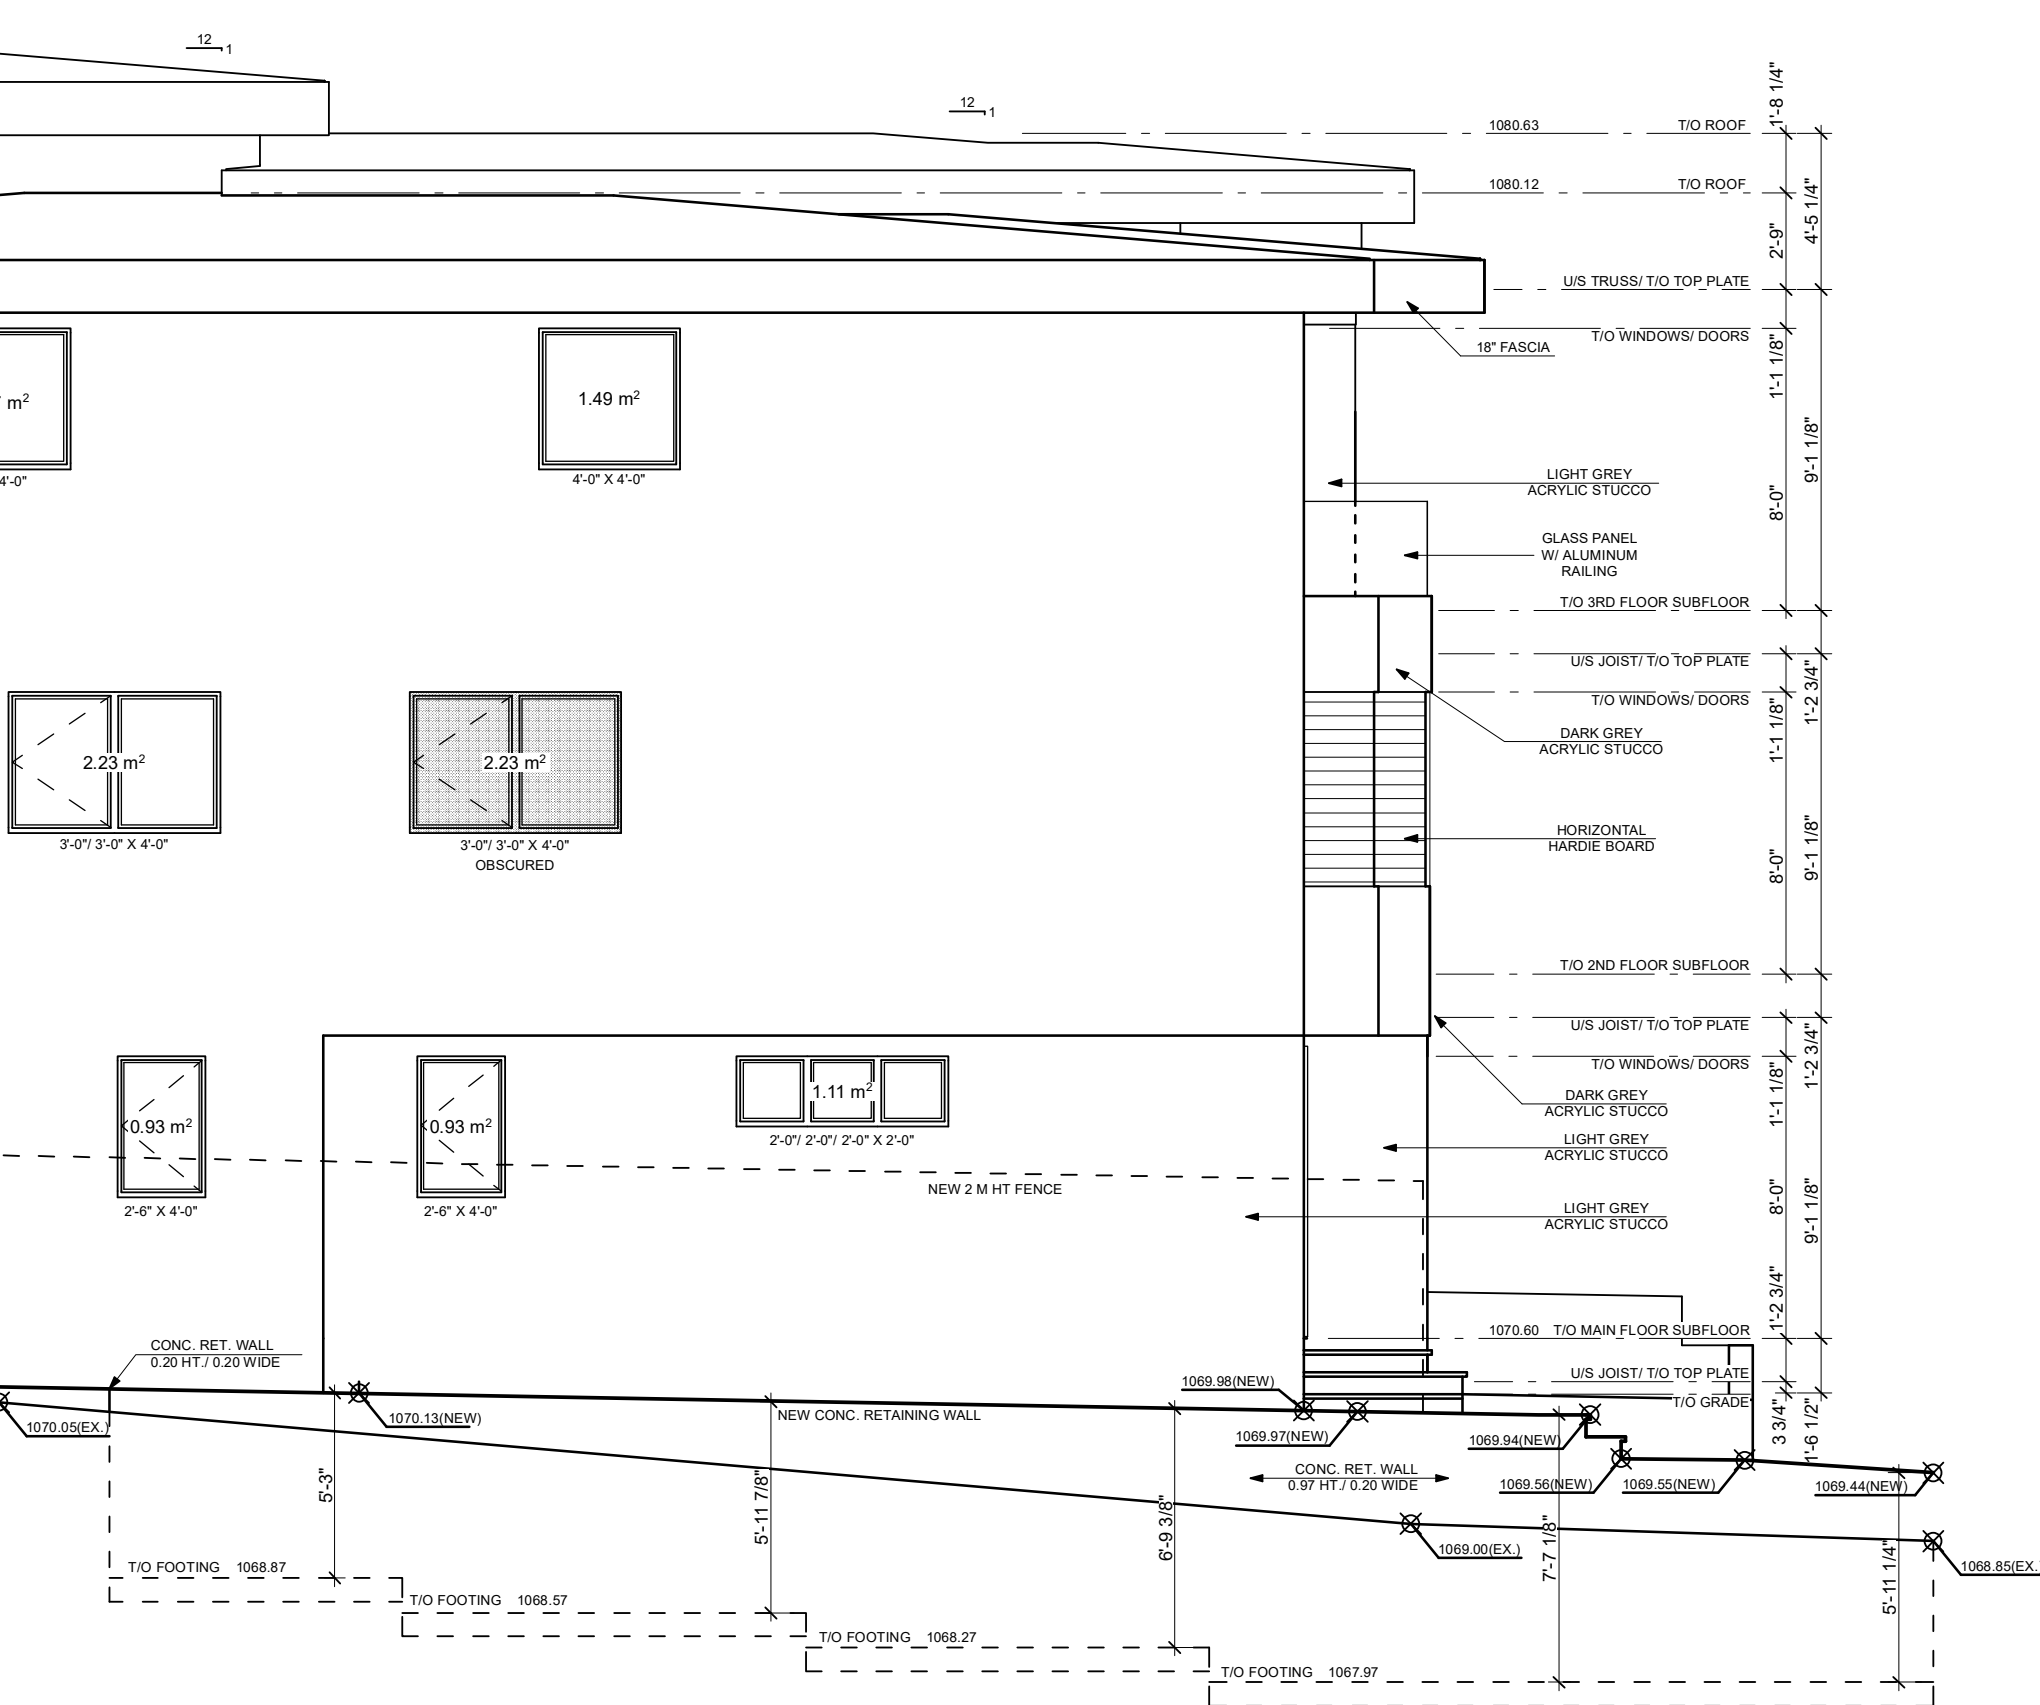 12
1
12
1
1'-8 1/4"
1080.63 T/O ROOF
1080.12 T/O ROOF
2'-9"
4'-5 1/4"
U/S TRUSS/ T/O TOP PLATE
T/O WINDOWS/ DOORS
18" FASCIA
1'-1 1/8"
m²
4'-0"
1.49 m²
4'-0" X 4'-0"
LIGHT GREY
ACRYLIC STUCCO
8'-0"
9'-1 1/8"
GLASS PANEL
W/ ALUMINUM
RAILING
T/O 3RD FLOOR SUBFLOOR
U/S JOIST/ T/O TOP PLATE
1'-2 3/4"
T/O WINDOWS/ DOORS
1'-1 1/8"
DARK GREY
ACRYLIC STUCCO
2.23 m²
3'-0"/ 3'-0" X 4'-0"
2.23 m²
3'-0"/ 3'-0" X 4'-0"
OBSCURED
HORIZONTAL
HARDIE BOARD
8'-0"
9'-1 1/8"
T/O 2ND FLOOR SUBFLOOR
U/S JOIST/ T/O TOP PLATE
1'-2 3/4"
T/O WINDOWS/ DOORS
1'-1 1/8"
DARK GREY
ACRYLIC STUCCO
0.93 m²
2'-6" X 4'-0"
0.93 m²
2'-6" X 4'-0"
1.11 m²
2'-0"/ 2'-0"/ 2'-0" X 2'-0"
LIGHT GREY
ACRYLIC STUCCO
NEW 2 M HT FENCE
LIGHT GREY
ACRYLIC STUCCO
8'-0"
9'-1 1/8"
1'-2 3/4"
1070.60 T/O MAIN FLOOR SUBFLOOR
U/S JOIST/ T/O TOP PLATE
T/O GRADE
3 3/4"
1'-6 1/2"
CONC. RET. WALL
0.20 HT./ 0.20 WIDE
1070.05(EX.)
1070.13(NEW)
NEW CONC. RETAINING WALL
1069.98(NEW)
1069.97(NEW)
1069.94(NEW)
CONC. RET. WALL
0.97 HT./ 0.20 WIDE
1069.56(NEW)
1069.55(NEW)
1069.44(NEW)
1069.00(EX.)
1068.85(EX.
5'-3"
5'-11 7/8"
6'-9 3/8"
7'-7 1/8"
5'-11 1/4"
T/O FOOTING 1068.87
T/O FOOTING 1068.57
T/O FOOTING 1068.27
T/O FOOTING 1067.97